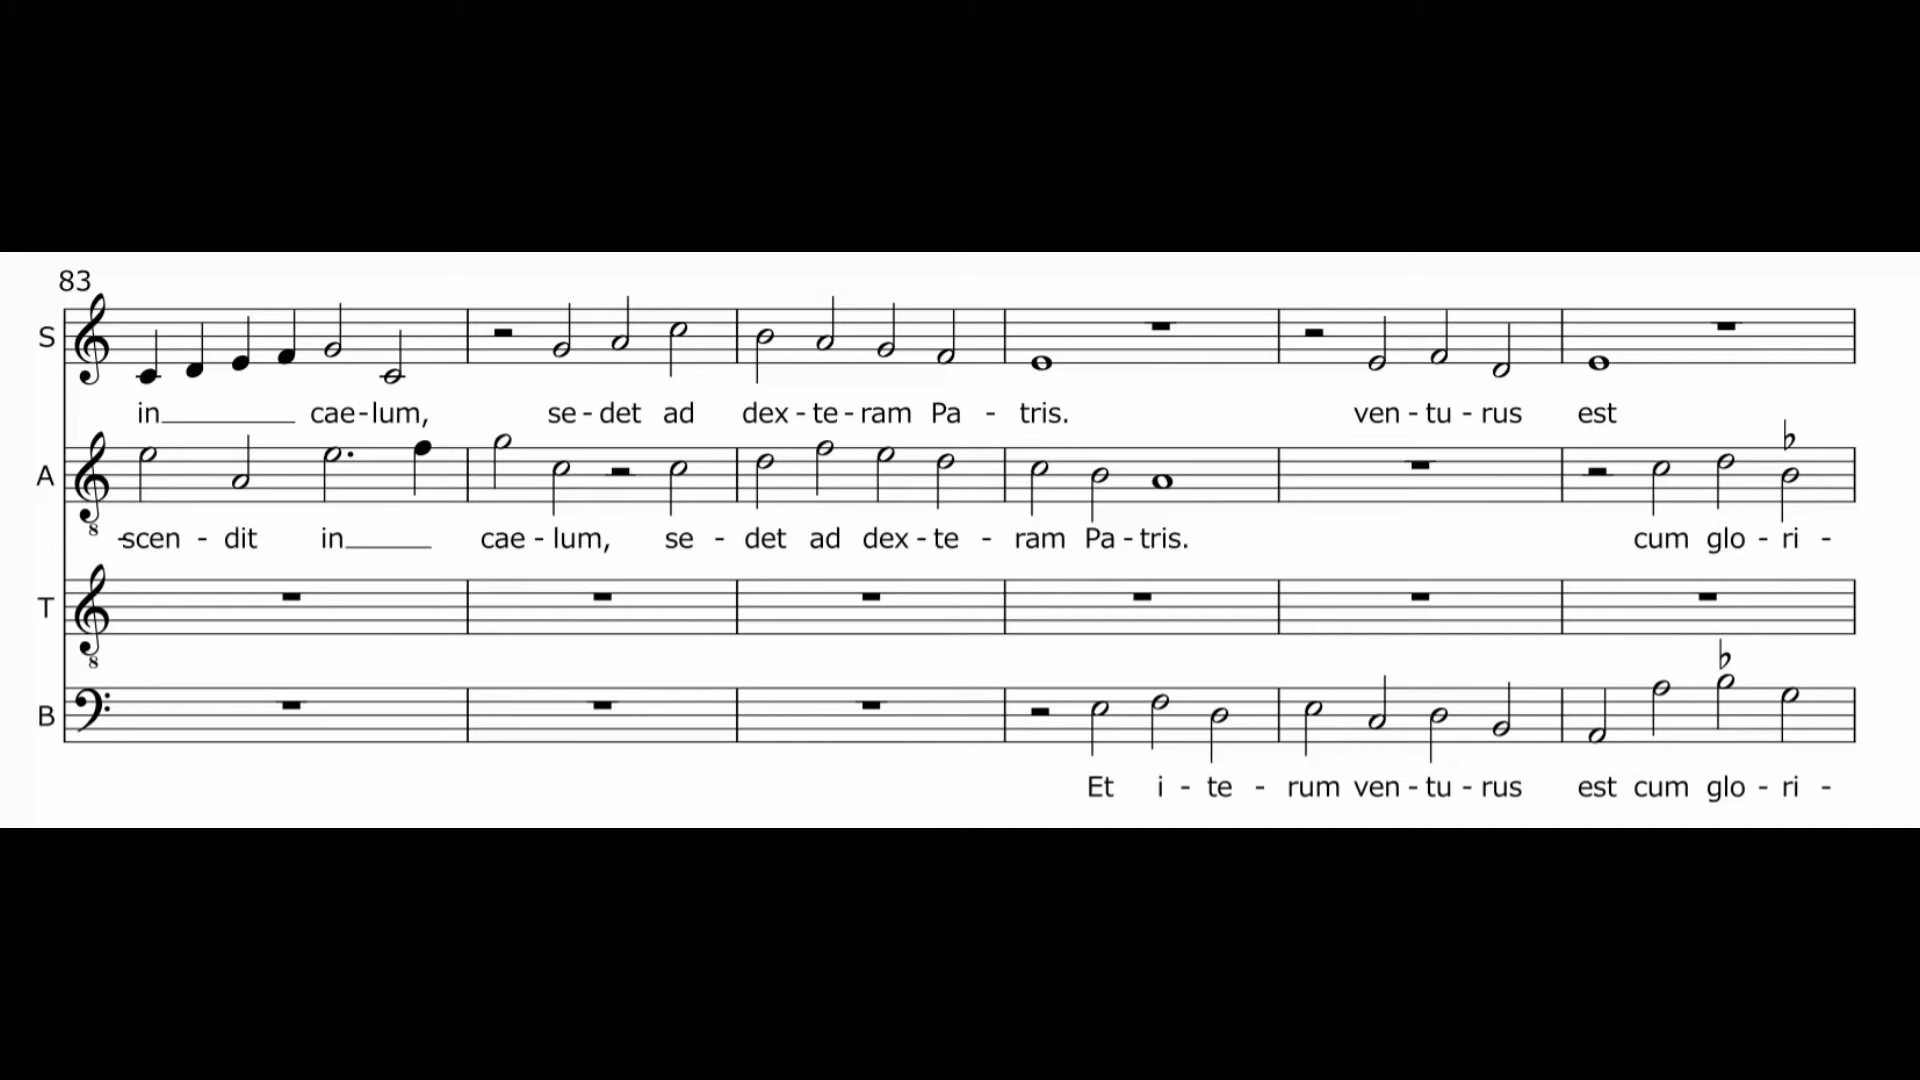 83
S
in cae-lum, se-det ad dex-te-ram Pa - tris. ven-tu-rus est
A
-scen - dit in cae-lum, se - det ad dex-te - ram Pa-tris. cum glo-ri -
8
T
8
B
Et i - te - rum ven-tu-rus est cum glo-ri -